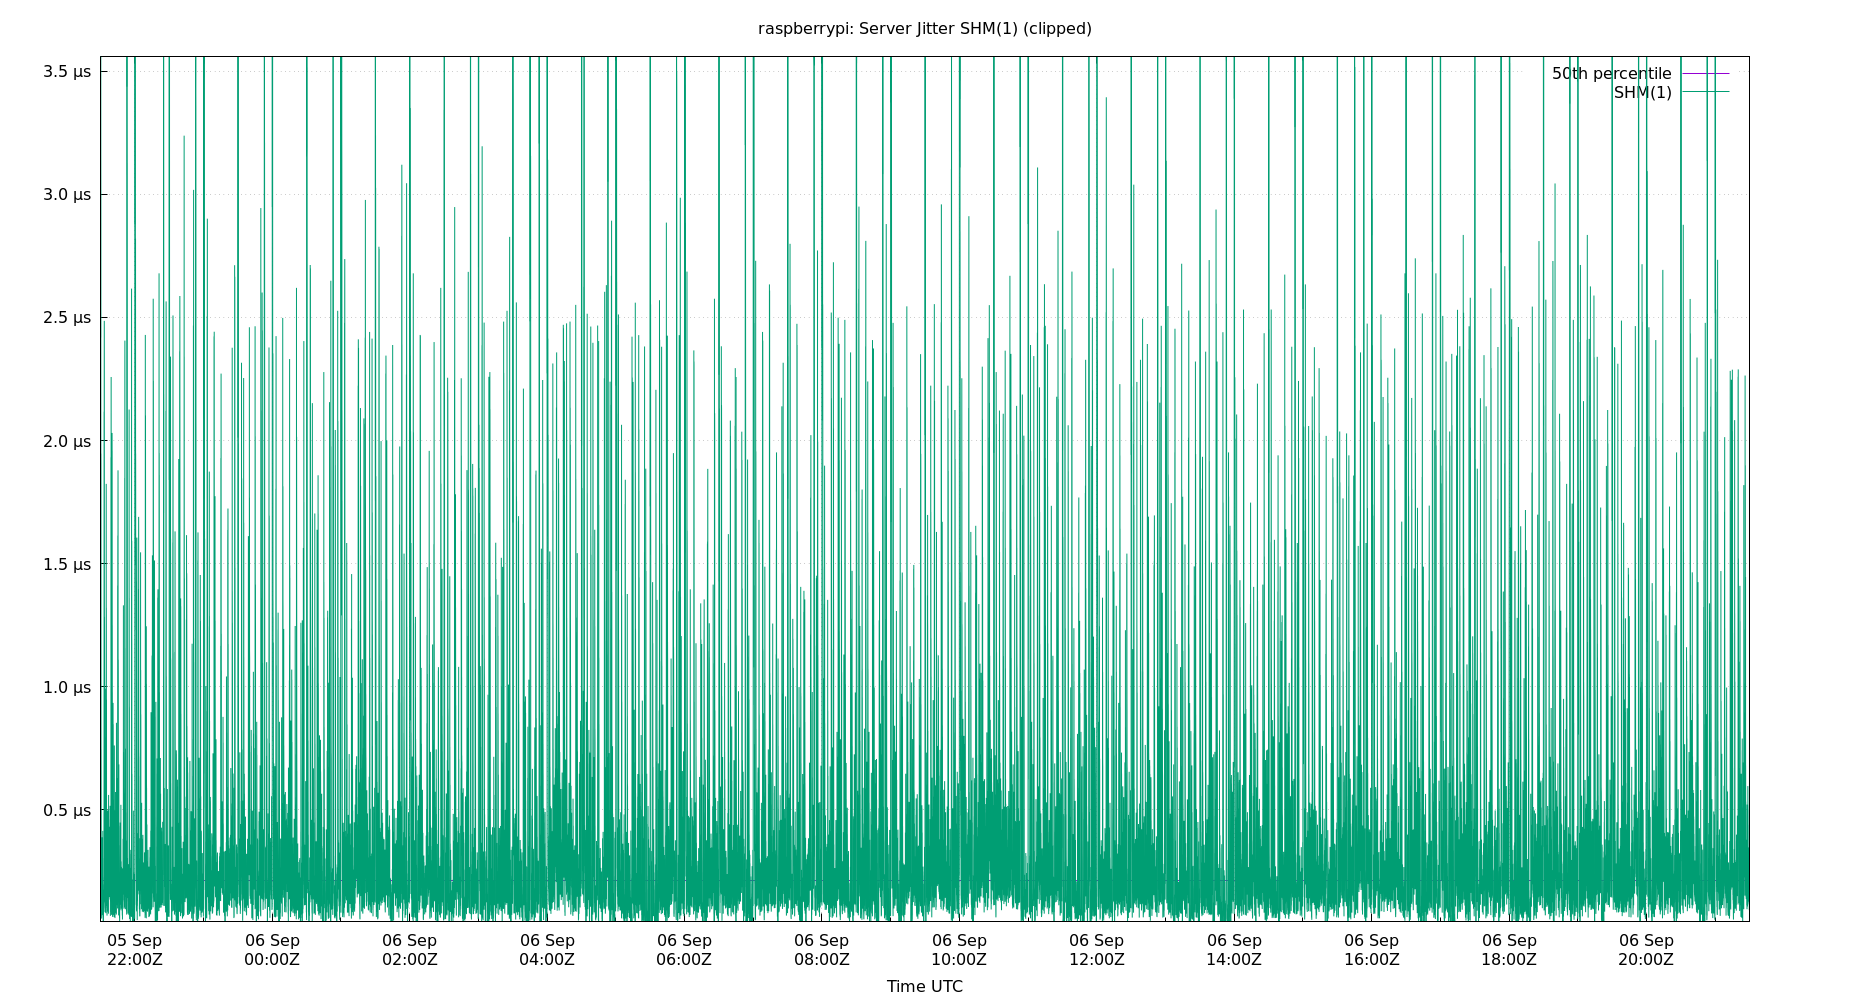 raspberrypi: Server Jitter SHM(1) (clipped)
3.5 µs
3.0 µs
2.5 µs
2.0 µs
1.5 µs
1.0 µs
0.5 µs
50th percentile
SHM(1)
05 Sep 06 Sep 06 Sep 06 Sep 06 Sep 06 Sep 06 Sep 06 Sep 06 Sep 06 Sep 06 Sep 06 Sep
22:00Z 00:00Z 02:00Z 04:00Z 06:00Z 08:00Z 10:00Z 12:00Z 14:00Z 16:00Z 18:00Z 20:00Z
Time UTC